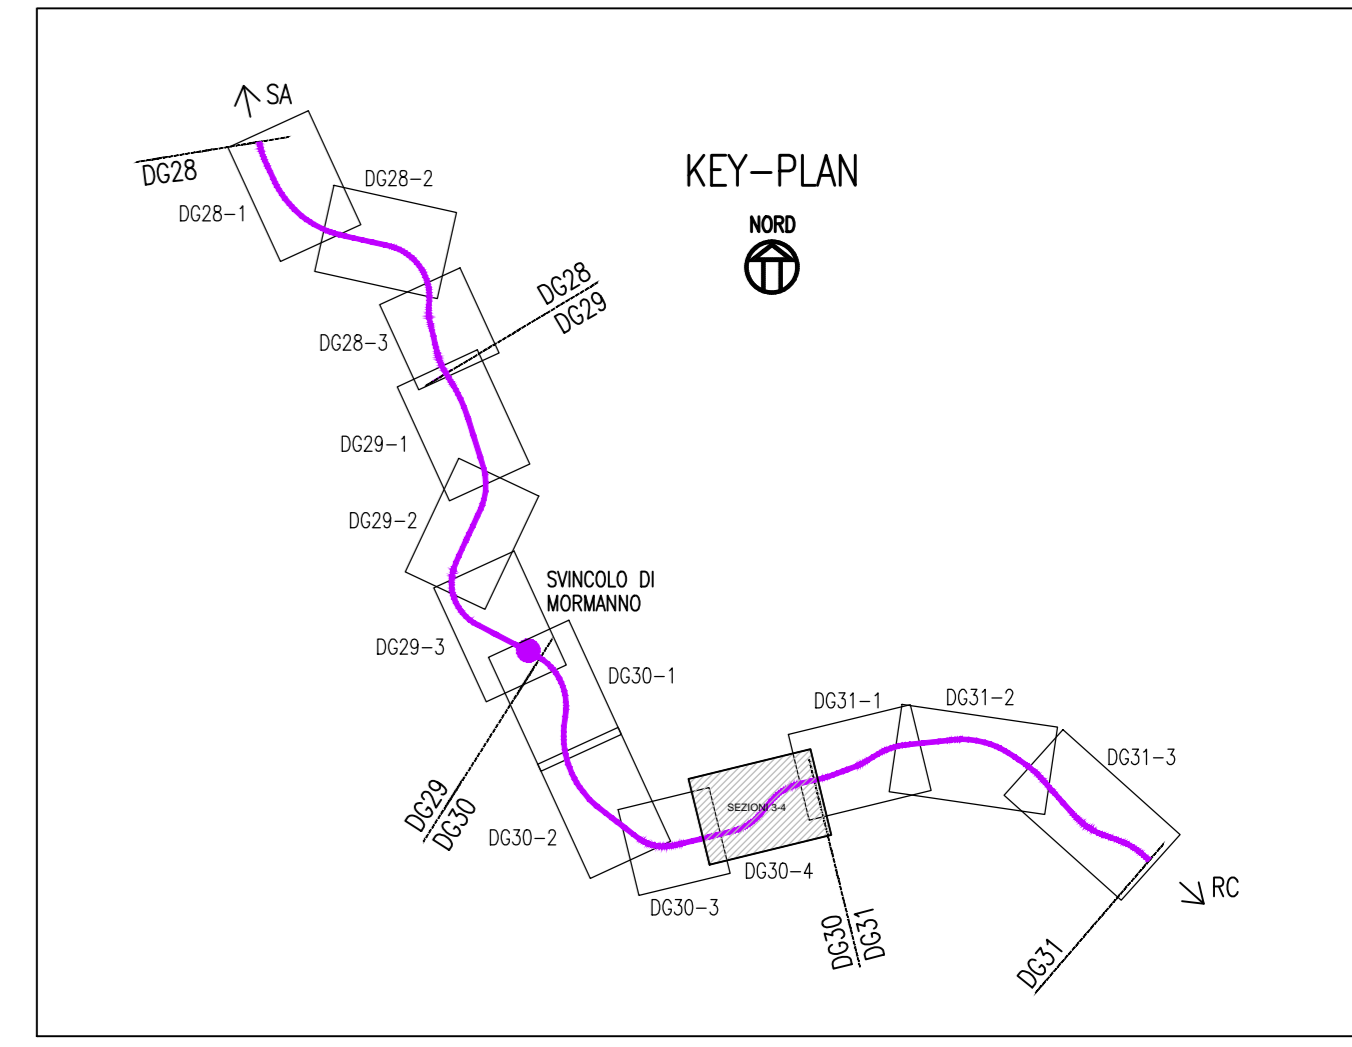 SA
DG28
DG28-1
DG28-2
KEY-PLAN
NORD
DG28
DG29
DG28-3
DG29-1
DG29-2
SVINCOLO DI
MORMANNO
DG29-3
DG30-1
DG29
DG30
DG30-2
DG30-3
SEZIONI 3-4
DG30-4
DG31-1
DG31-2
DG31-3
DG30
DG31
RC
DG31